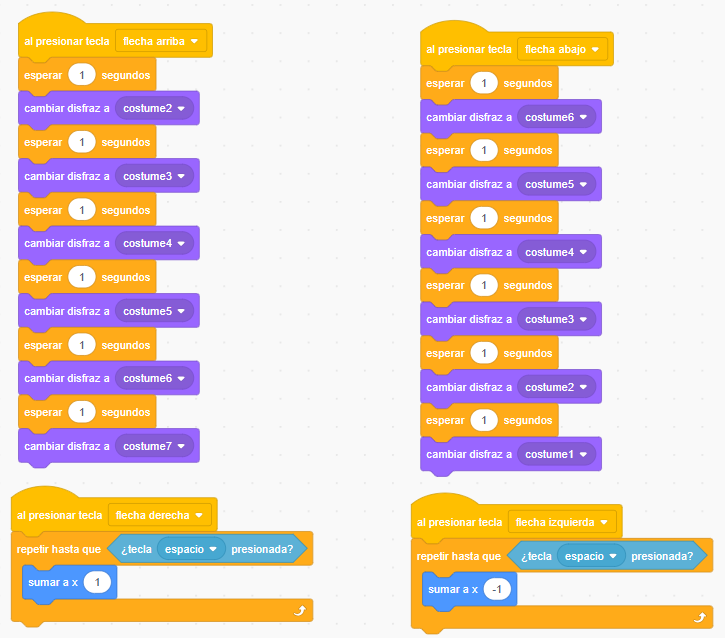 al presionar tecla flecha arriba
esperar 1 segundos
cambiar disfraz a costume2
esperar 1 segundos
cambiar disfraz a costume3
esperar 1 segundos
cambiar disfraz a costume4
esperar 1 segundos
cambiar disfraz a costume5
esperar 1 segundos
cambiar disfraz a costume6
esperar 1 segundos
cambiar disfraz a costume7
al presionar tecla flecha abajo
esperar 1 segundos
cambiar disfraz a costume6
esperar 1 segundos
cambiar disfraz a costume5
esperar 1 segundos
cambiar disfraz a costume4
esperar 1 segundos
cambiar disfraz a costume3
esperar 1 segundos
cambiar disfraz a costume2
esperar 1 segundos
cambiar disfraz a costume1
al presionar tecla flecha derecha
repetir hasta que ¿tecla espacio presionada?
sumar a x 1
al presionar tecla flecha izquierda
repetir hasta que ¿tecla espacio presionada?
sumar a x -1